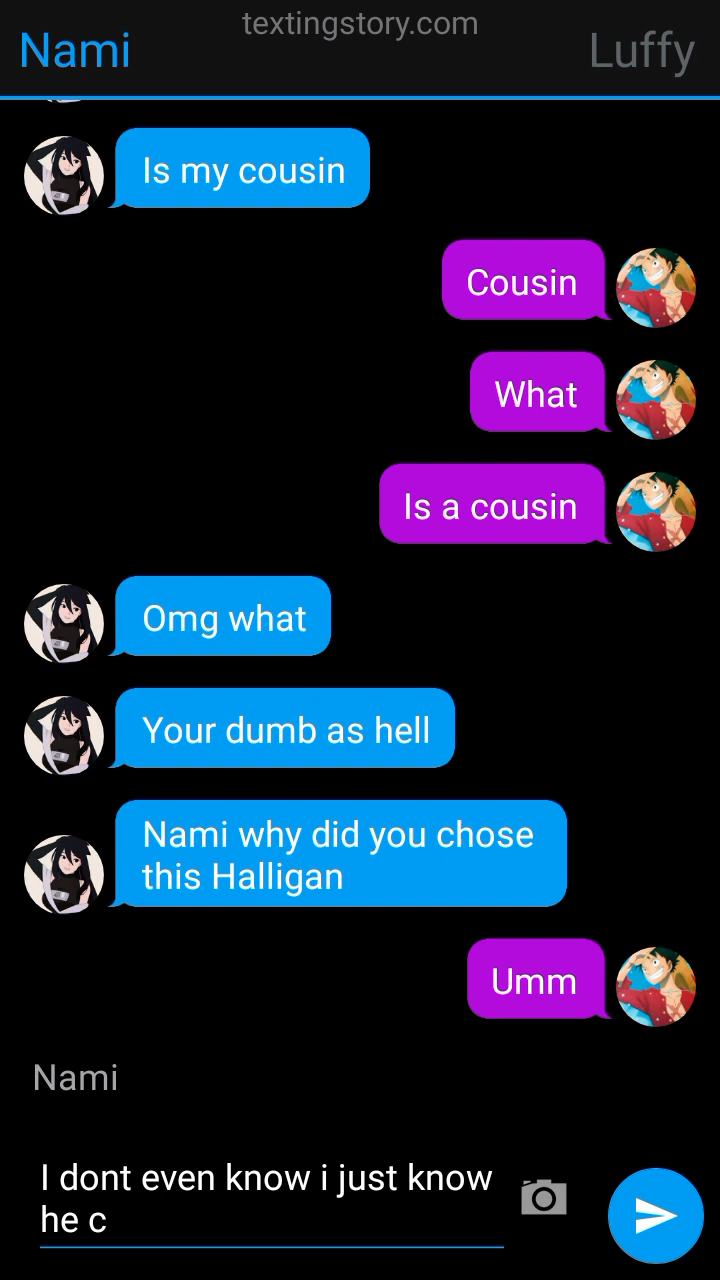 textingstory.com
Nami
Luffy
Is my cousin
Cousin
What
Is a cousin
Omg what
Your dumb as hell
Nami why did you chose
this Halligan
Umm
Nami
I dont even know i just know
he c